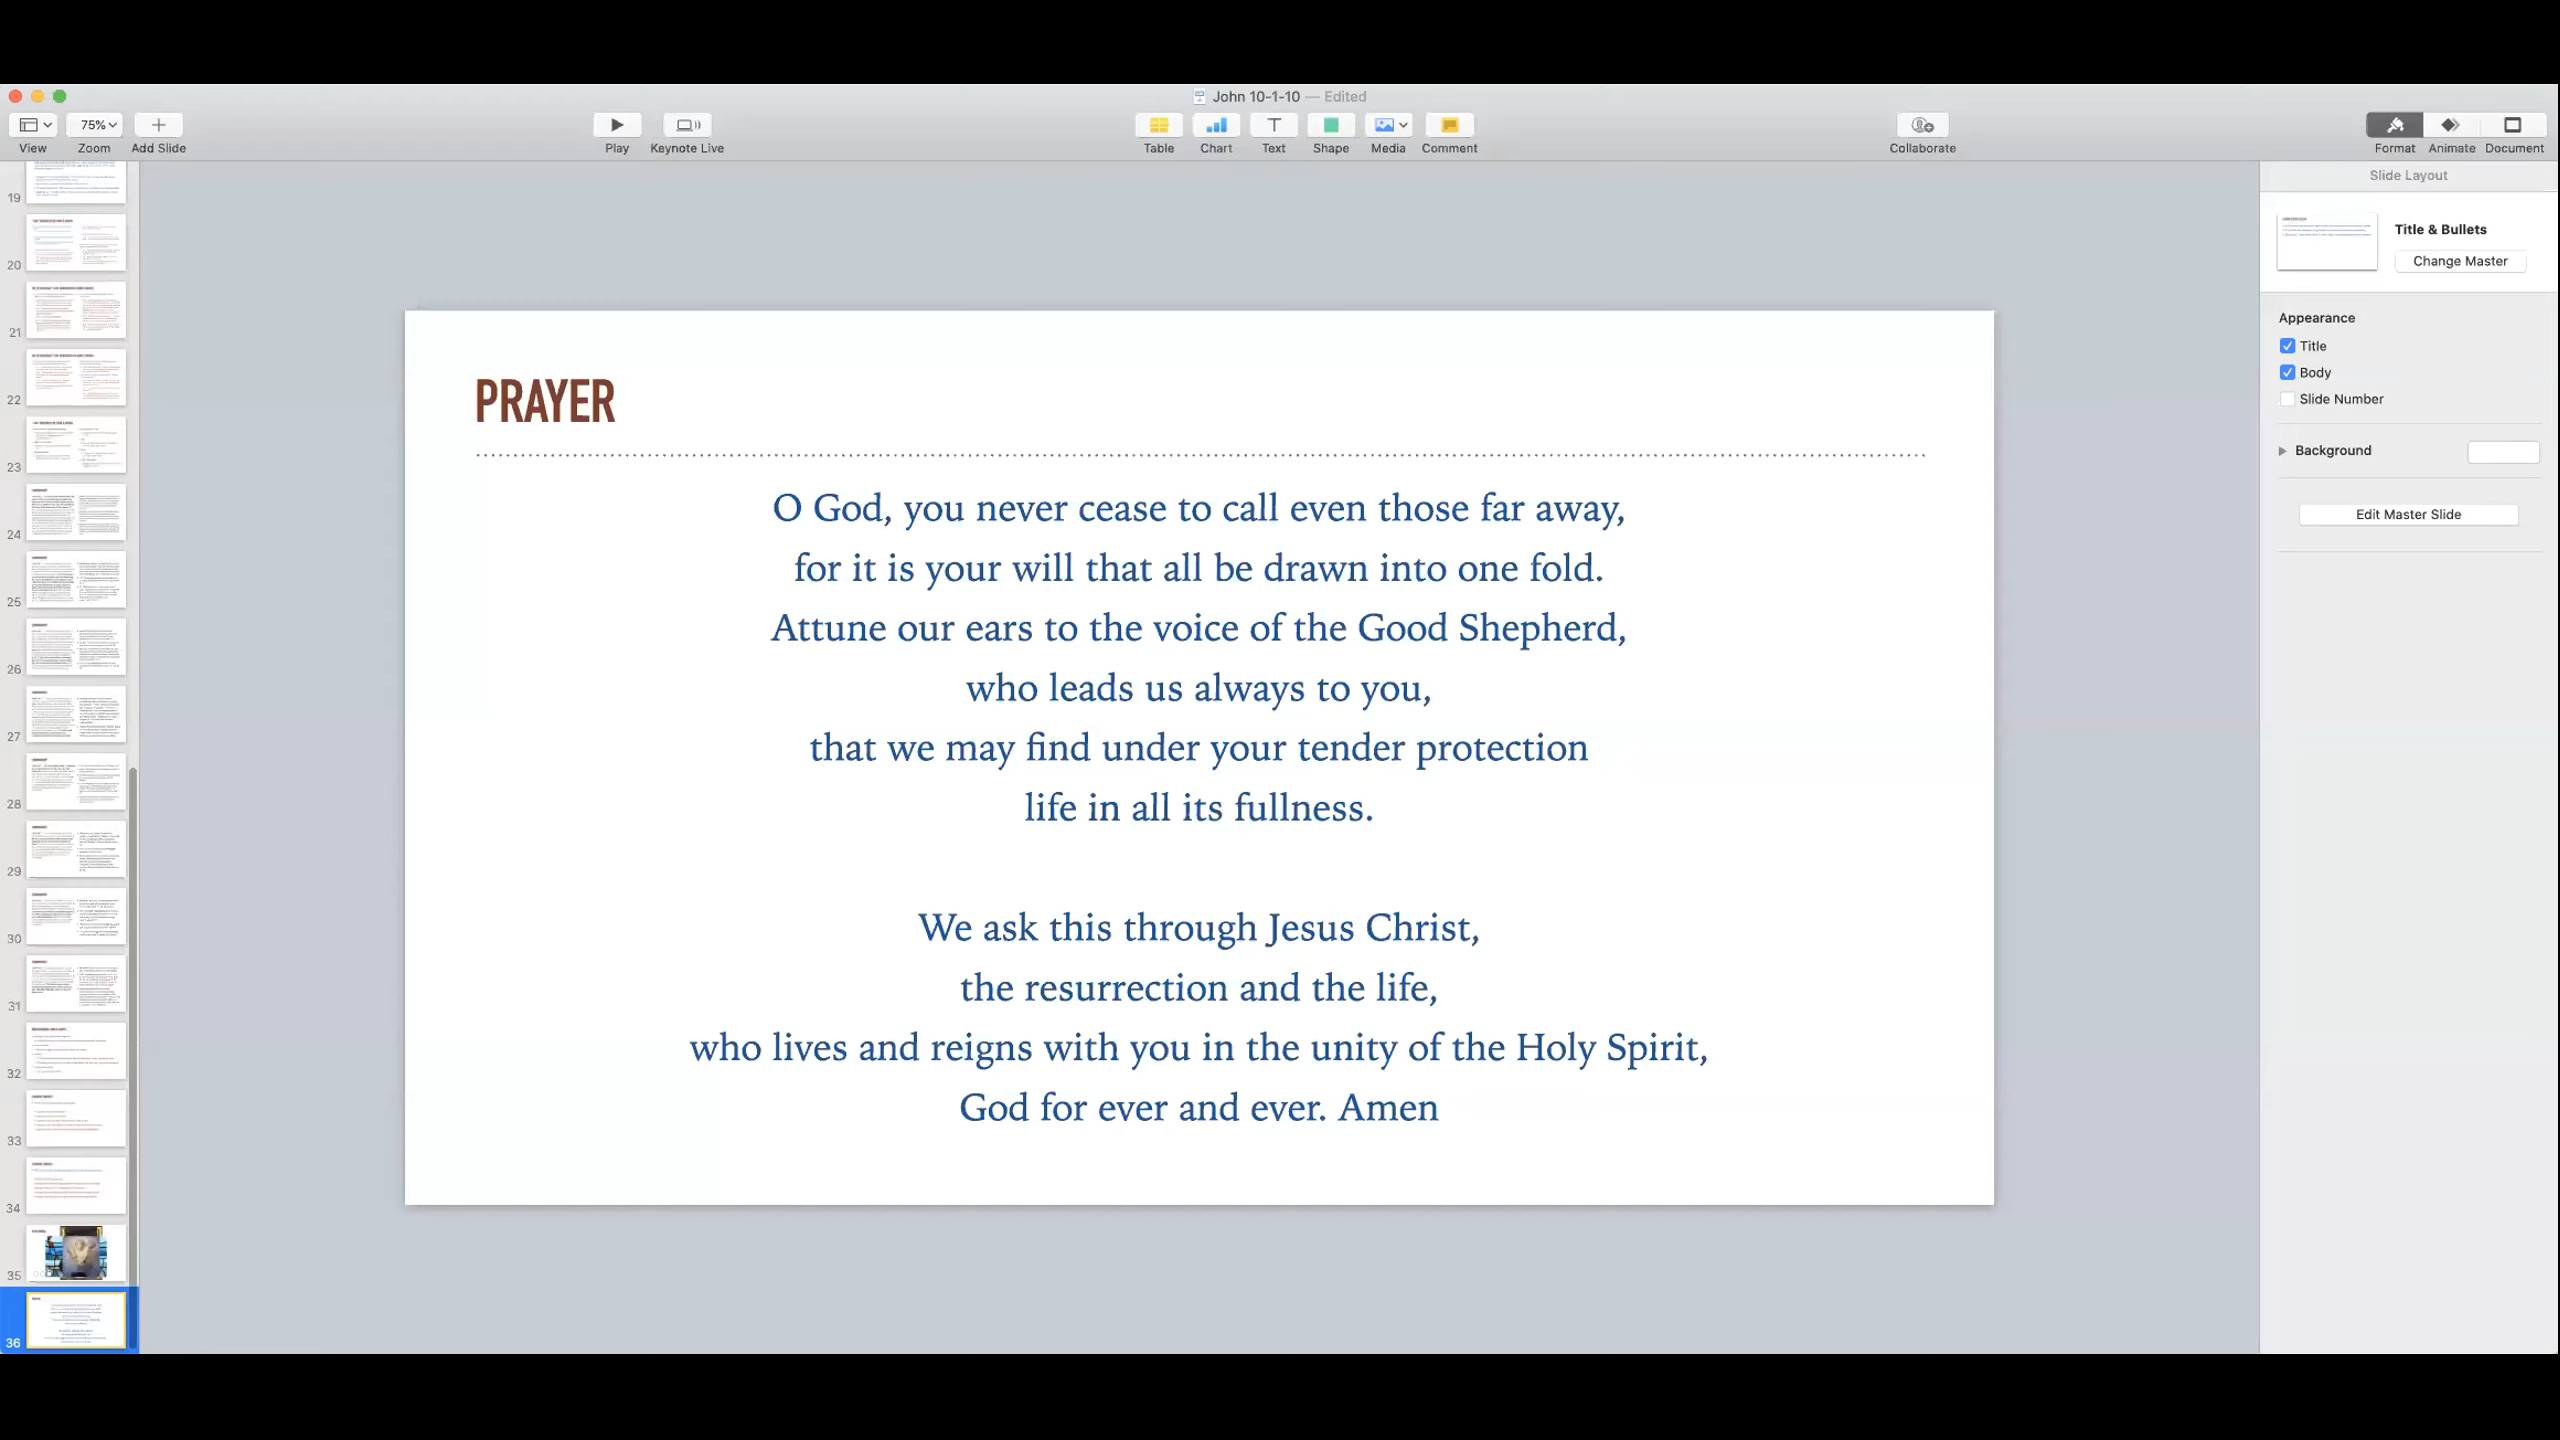 John 10-1-10 — Edited
View
75%
Zoom
Add Slide
Play
Keynote Live
Table
Chart
Text
Shape
Media
Comment
Collaborate
Format
Animate
Document
19
20
21
22
23
24
25
26
27
28
29
30
31
32
33
34
35
36
PRAYER
O God, you never cease to call even those far away,
for it is your will that all be drawn into one fold.
Attune our ears to the voice of the Good Shepherd,
who leads us always to you,
that we may find under your tender protection
life in all its fullness.
We ask this through Jesus Christ,
the resurrection and the life,
who lives and reigns with you in the unity of the Holy Spirit,
God for ever and ever. Amen
Slide Layout
Title & Bullets
Change Master
Appearance
Title
Body
Slide Number
Background
Edit Master Slide